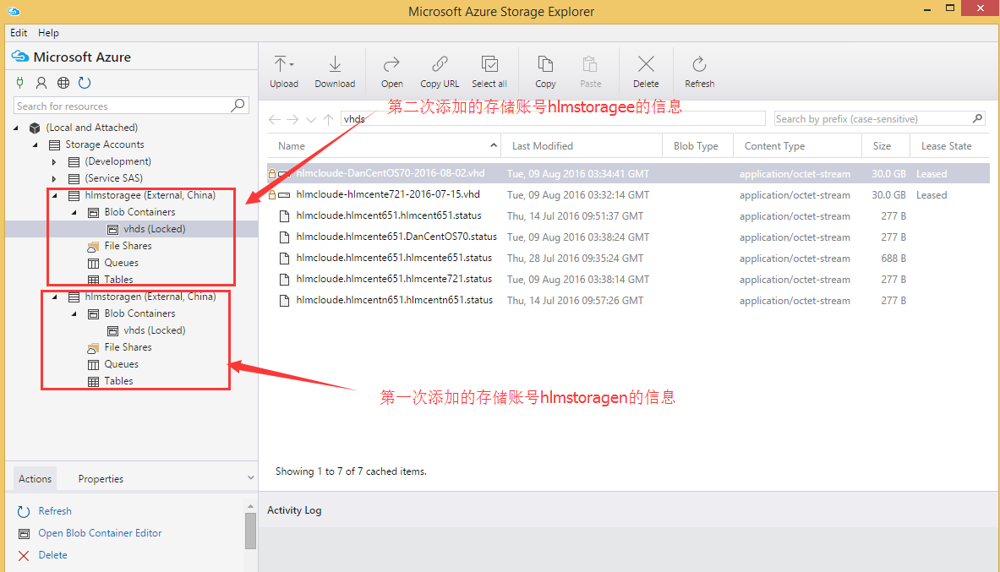 Microsoft Azure Storage Explorer
Edit Help
Microsoft Azure
Search for resources
(Local and Attached)
Storage Accounts
(Development)
(Service SAS)
hlmstoragee (External, China)
Blob Containers
vhds (Locked)
File Shares
Queues
Tables
hlmstoragen (External, China)
Blob Containers
vhds (Locked)
File Shares
Queues
Tables
Actions Properties
Refresh
Open Blob Container Editor
Delete
Upload Download Open Copy URL Select all Copy Paste Delete Refresh
第二次添加的存储账号hlmstoragee的信息
vhds Search by prefix (case-sensitive)
Name Last Modified Blob Type Content Type Size Lease State
hlmcloude-DanCentOS70-2016-08-02.vhd Tue, 09 Aug 2016 03:34:41 GMT application/octet-stream 30.0 GB Leased
hlmcloude-hlmcente721-2016-07-15.vhd Tue, 09 Aug 2016 03:32:14 GMT application/octet-stream 30.0 GB Leased
hlmcloude.hlmcent651.hlmcent651.status Thu, 14 Jul 2016 09:51:37 GMT application/octet-stream 277 B
hlmcloude.hlmcente651.DanCentOS70.status Tue, 09 Aug 2016 03:38:24 GMT application/octet-stream 277 B
hlmcloude.hlmcente651.hlmcente651.status Thu, 28 Jul 2016 09:35:24 GMT application/octet-stream 688 B
hlmcloude.hlmcente651.hlmcente721.status Tue, 09 Aug 2016 03:38:14 GMT application/octet-stream 277 B
hlmcloude.hlmcentn651.hlmcentn651.status Thu, 14 Jul 2016 09:57:26 GMT application/octet-stream 277 B
第一次添加的存储账号hlmstoragen的信息
Showing 1 to 7 of 7 cached items.
Activity Log